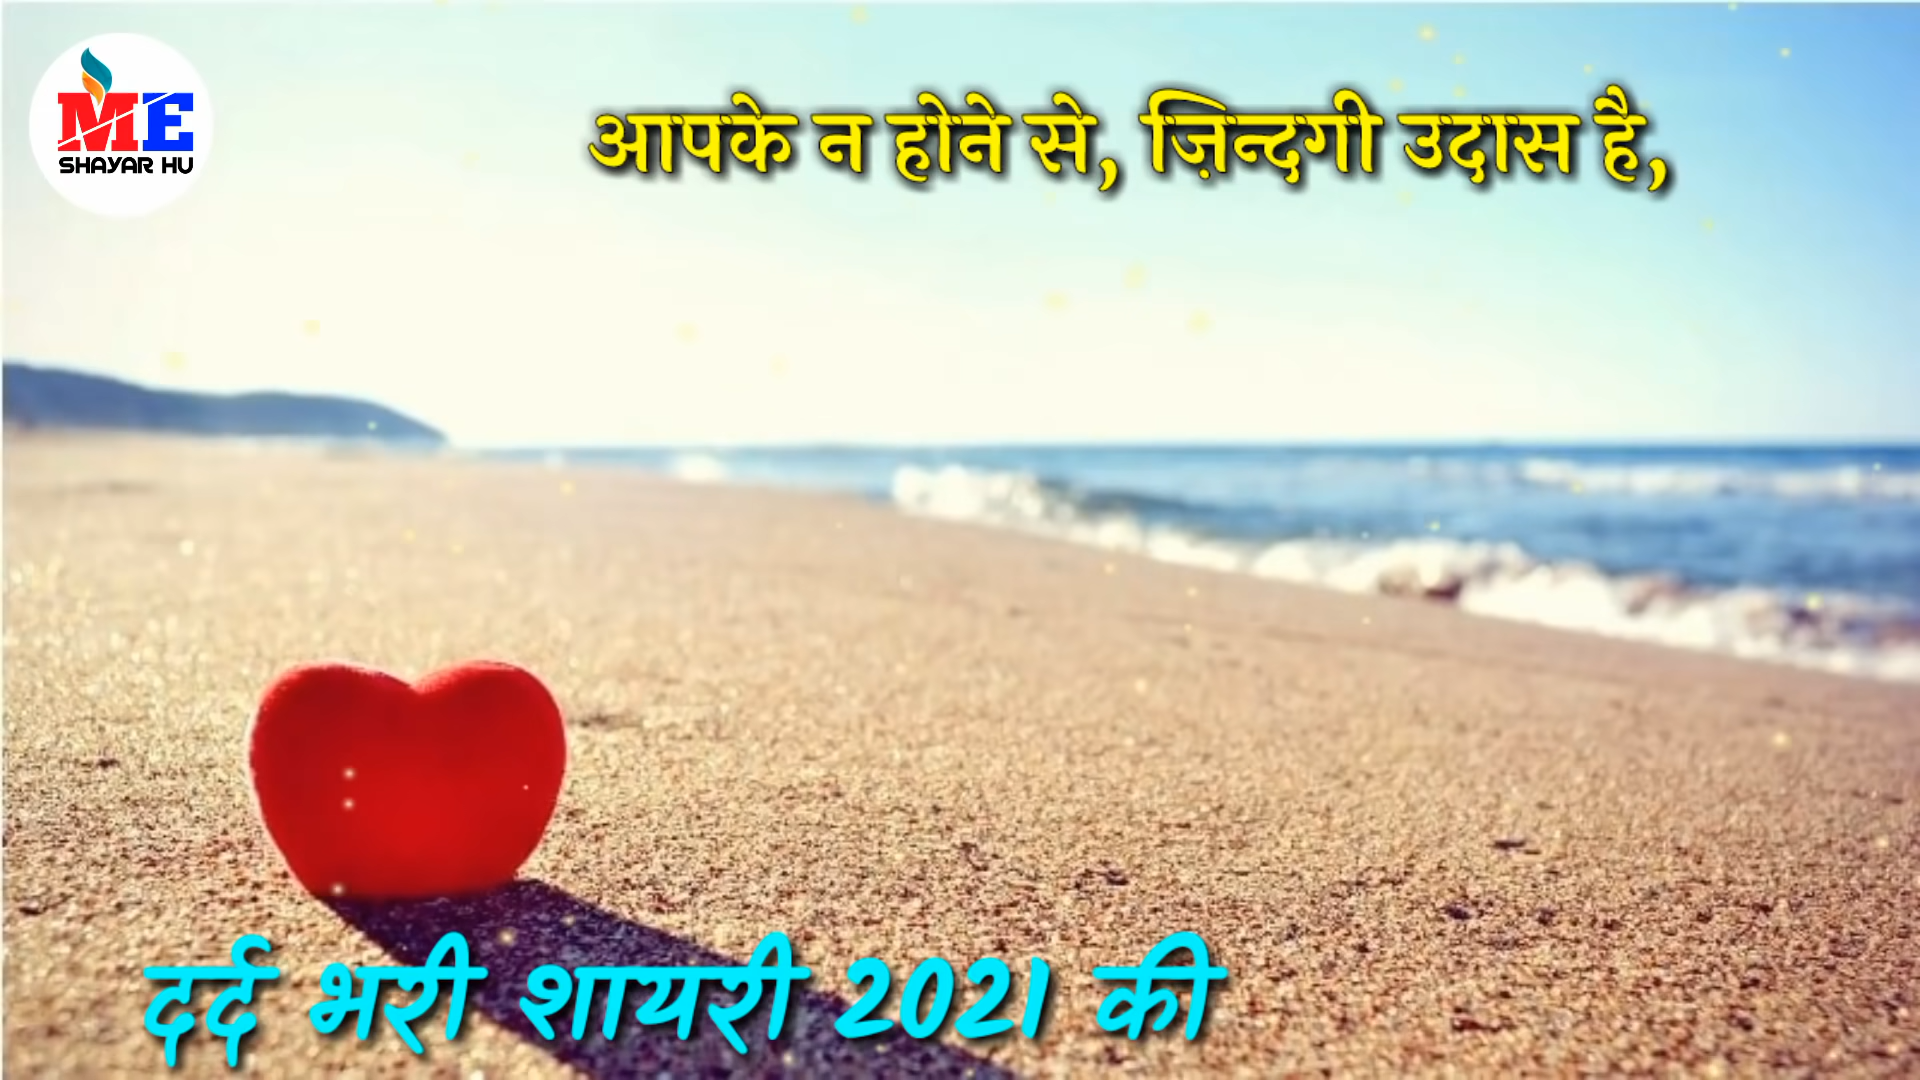 ME
SHAYAR HU
आपके न होने से, ज़िन्दगी उदास है,
दर्द भरी शायरी 2021 की